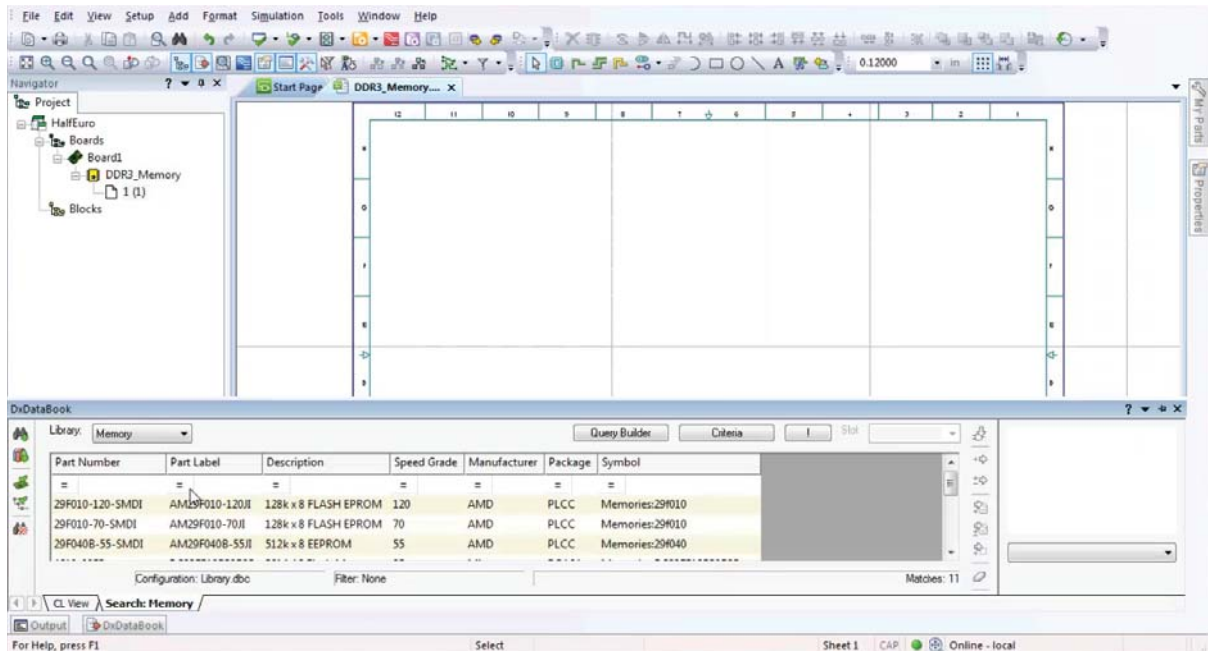 File Edit View Setup Add Format Simulation Tools Window Help
0.12000 in
Navigator
Start Page DDR3_Memory....
Project
HalfEuro
Boards
Board1
DDR3_Memory
1 (1)
Blocks
My Parts
Properties
12 11 10 9 8 7 6 5 4 3 2 1
DxDataBook
Library: Memory Query Builder Criteria ! Slot
Part Number Part Label Description Speed Grade Manufacturer Package Symbol
= = = = = = =
29F010-120-SMDI AM29F010-120JI 128k x 8 FLASH EPROM 120 AMD PLCC Memories:29f010
29F010-70-SMDI AM29F010-70JI 128k x 8 FLASH EPROM 70 AMD PLCC Memories:29f010
29F040B-55-SMDI AM29F040B-55JI 512k x 8 EEPROM 55 AMD PLCC Memories:29f040
Configuration: Library.dbc Filter: None Matches: 11
CL View Search: Memory
Output DxDataBook
For Help, press F1 Select Sheet 1 CAP Online - local